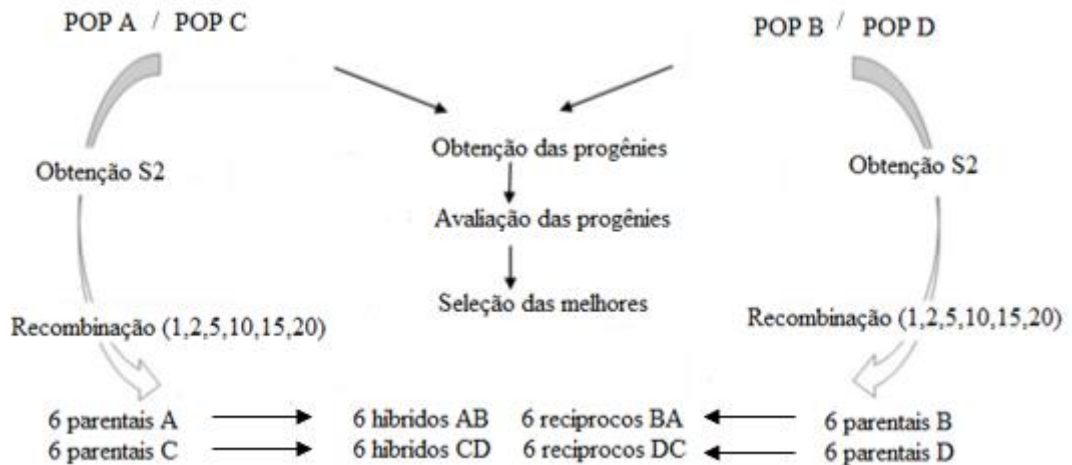 POP A / POP C
POP B / POP D
Obtenção das progênies
Obtenção S2
Obtenção S2
Avaliação das progênies
Seleção das melhores
Recombinação (1,2,5,10,15,20)
Recombinação (1,2,5,10,15,20)
6 parentais A
6 hibridos AB
6 reciprocos BA
6 parentais B
6 parentais C
6 hibridos CD
6 reciprocos DC
6 parentais D